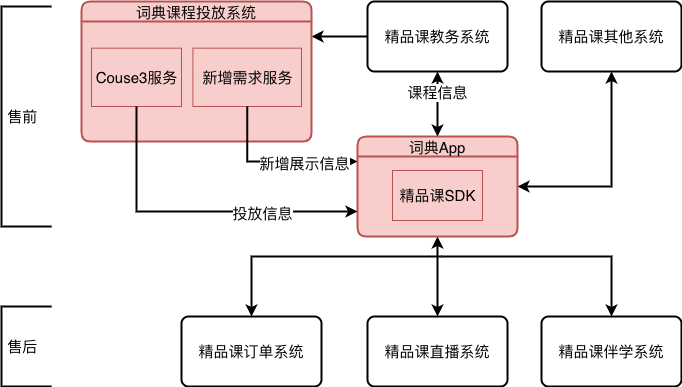 词典课程投放系统
精品课教务系统
精品课其他系统
Couse3服务
新增需求服务
课程信息
售前
词典App
新增展示信息
精品课SDK
投放信息
售后
精品课订单系统
精品课直播系统
精品课伴学系统